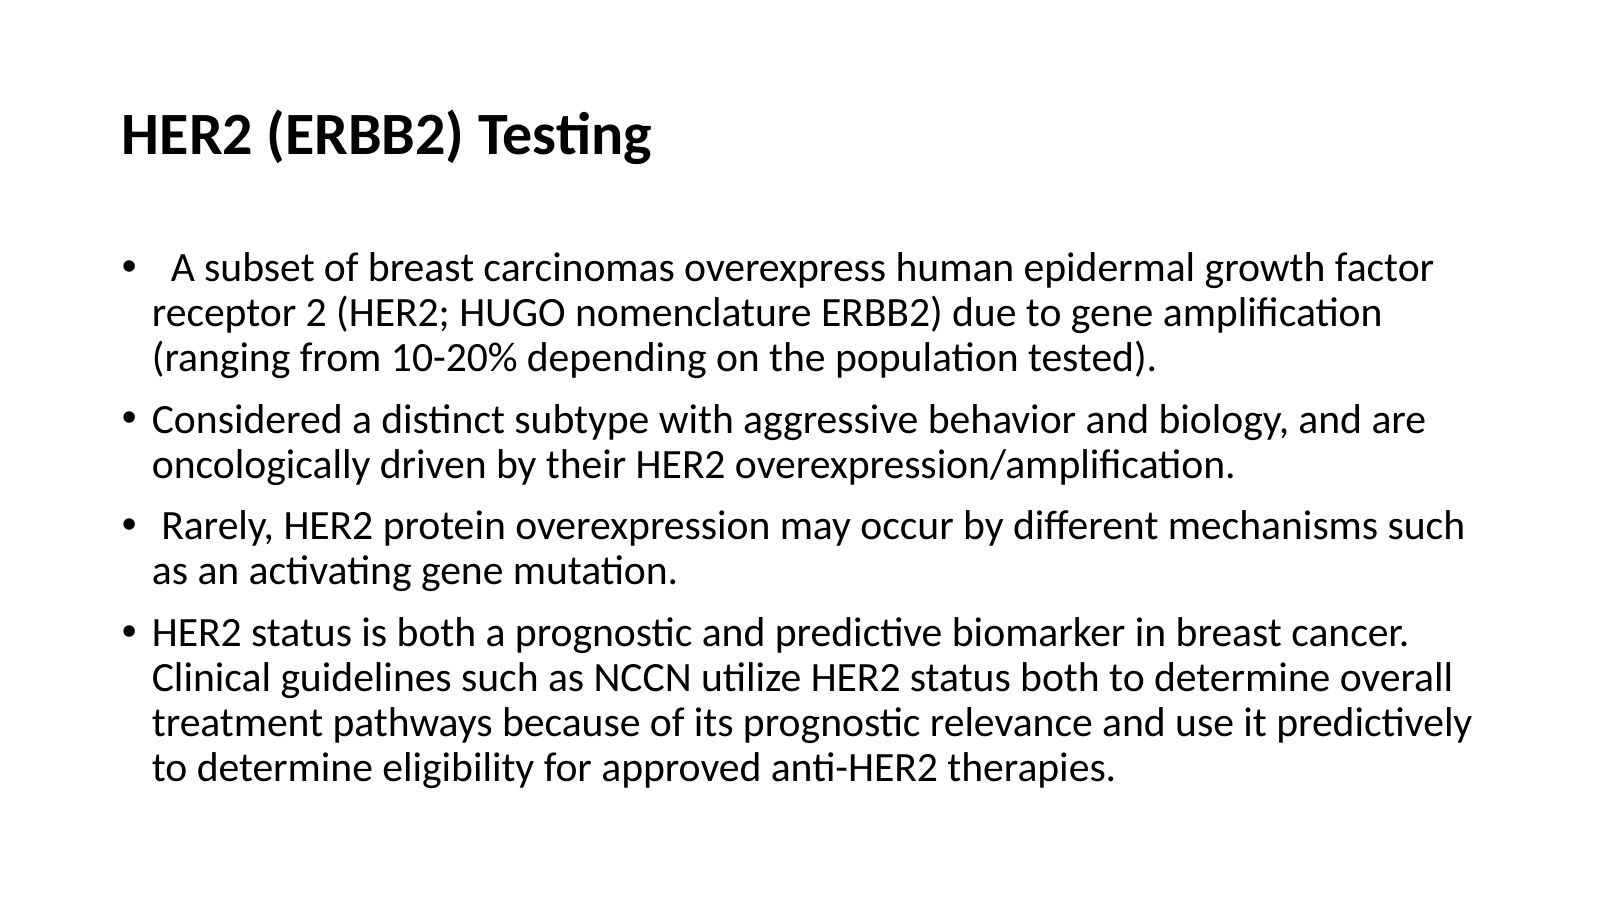 HER2 (ERBB2) Testing
• A subset of breast carcinomas overexpress human epidermal growth factor
receptor 2 (HER2; HUGO nomenclature ERBB2) due to gene amplification
(ranging from 10-20% depending on the population tested).
• Considered a distinct subtype with aggressive behavior and biology, and are
oncologically driven by their HER2 overexpression/amplification.
• Rarely, HER2 protein overexpression may occur by different mechanisms such
as an activating gene mutation.
• HER2 status is both a prognostic and predictive biomarker in breast cancer.
Clinical guidelines such as NCCN utilize HER2 status both to determine overall
treatment pathways because of its prognostic relevance and use it predictively
to determine eligibility for approved anti-HER2 therapies.